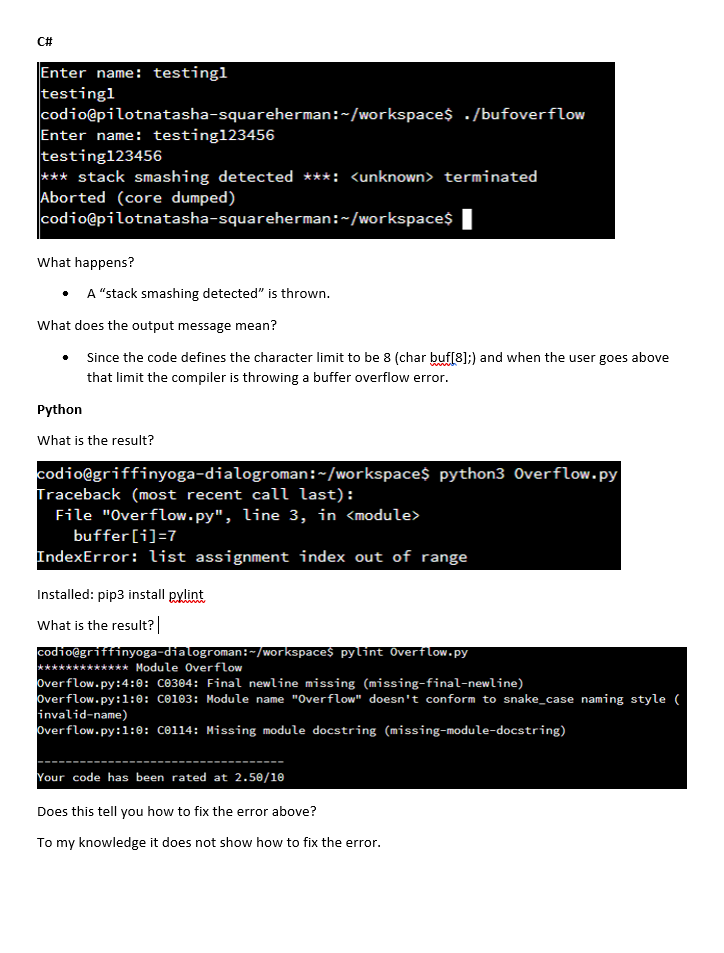 C#
Enter name: testing1
testing1
codio@pilotnatasha-squareherman:~/workspace$ ./bufoverflow
Enter name: testing123456
testing123456
*** stack smashing detected ***: <unknown> terminated
Aborted (core dumped)
codio@pilotnatasha-squareherman:~/workspace$
What happens?
• A “stack smashing detected” is thrown.
What does the output message mean?
• Since the code defines the character limit to be 8 (char buf[8];) and when the user goes above
that limit the compiler is throwing a buffer overflow error.
Python
What is the result?
codio@griffinyoga-dialogroman:~/workspace$ python3 Overflow.py
Traceback (most recent call last):
File "Overflow.py", line 3, in <module>
buffer[i]=7
IndexError: list assignment index out of range
Installed: pip3 install pylint
What is the result?
codio@griffinyoga-dialogroman:~/workspace$ pylint Overflow.py
************* Module Overflow
Overflow.py:4:0: C0304: Final newline missing (missing-final-newline)
Overflow.py:1:0: C0103: Module name "Overflow" doesn't conform to snake_case naming style (
invalid-name)
Overflow.py:1:0: C0114: Missing module docstring (missing-module-docstring)
-----------------------------------
Your code has been rated at 2.50/10
Does this tell you how to fix the error above?
To my knowledge it does not show how to fix the error.